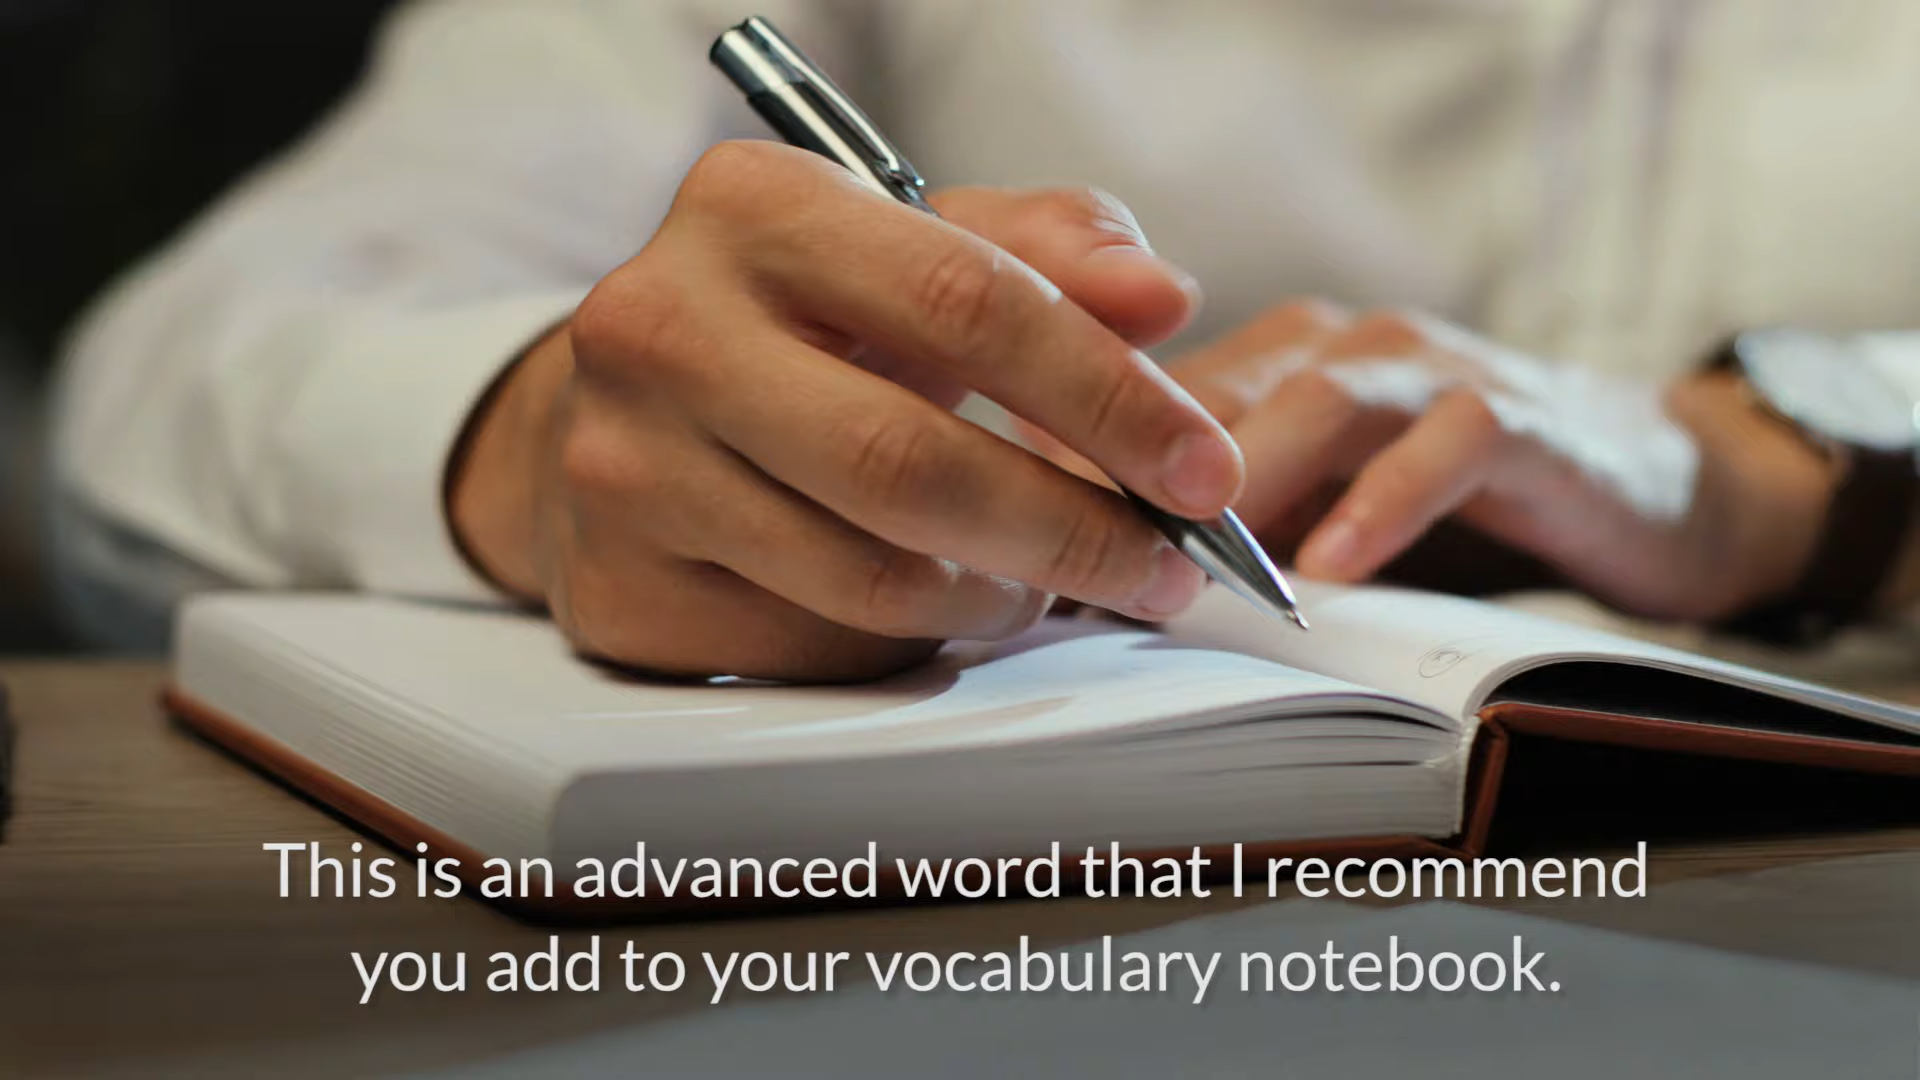 This is an advanced word that I recommend
you add to your vocabulary notebook.